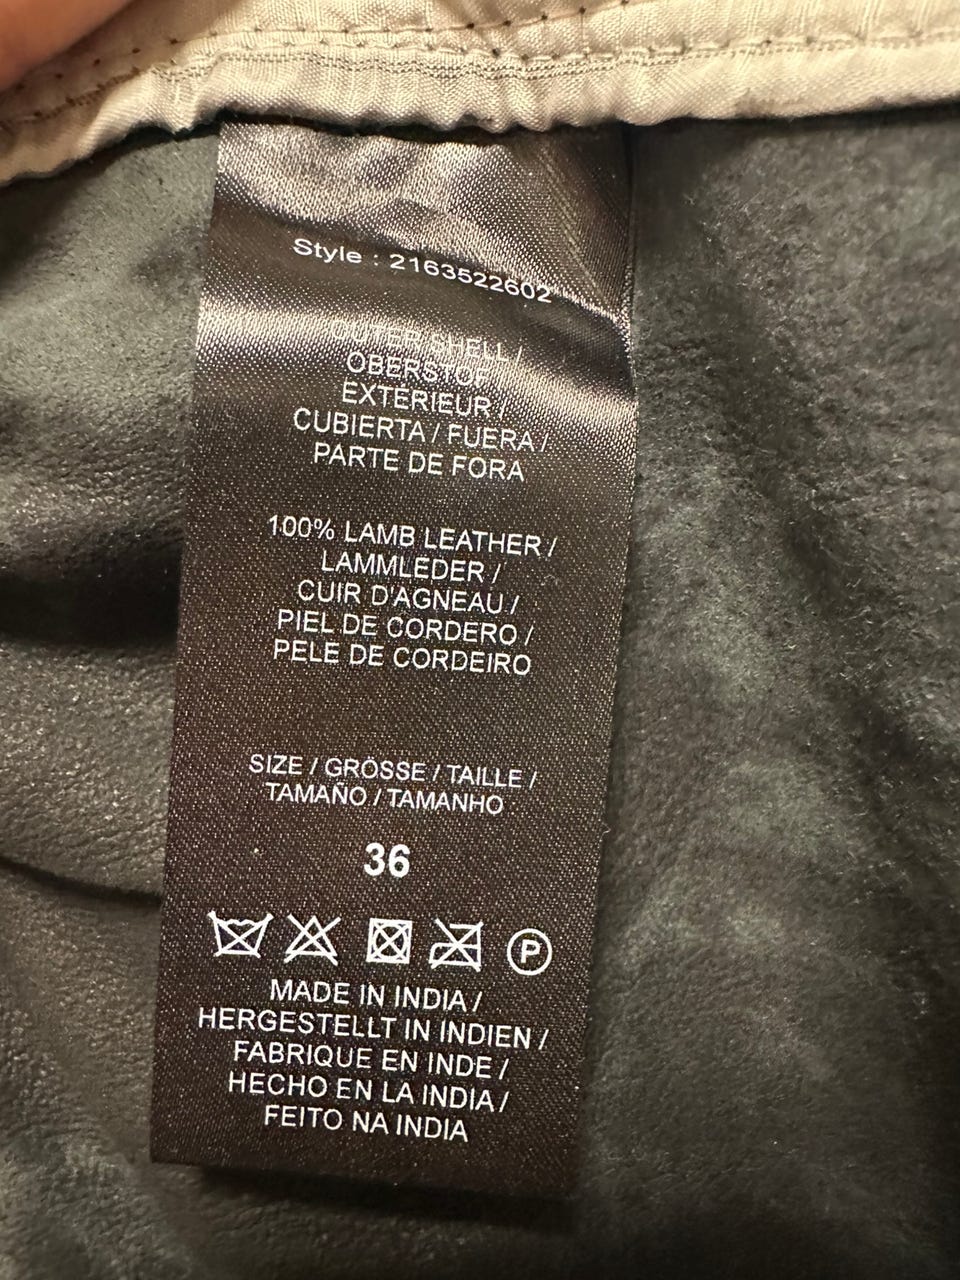 Style : 2163522602
OUTER SHELL /
OBERSTOF
EXTÉRIEUR /
CUBIERTA / FUERA /
PARTE DE FORA
100% LAMB LEATHER /
LAMMLEDER /
CUIR D'AGNEAU /
PIEL DE CORDERO /
PELE DE CORDEIRO
SIZE / GRÖSSE / TAILLE /
TAMAÑO / TAMANHO
36
P
MADE IN INDIA /
HERGESTELLT IN INDIEN /
FABRIQUE EN INDE /
HECHO EN LA INDIA /
FEITO NA INDIA